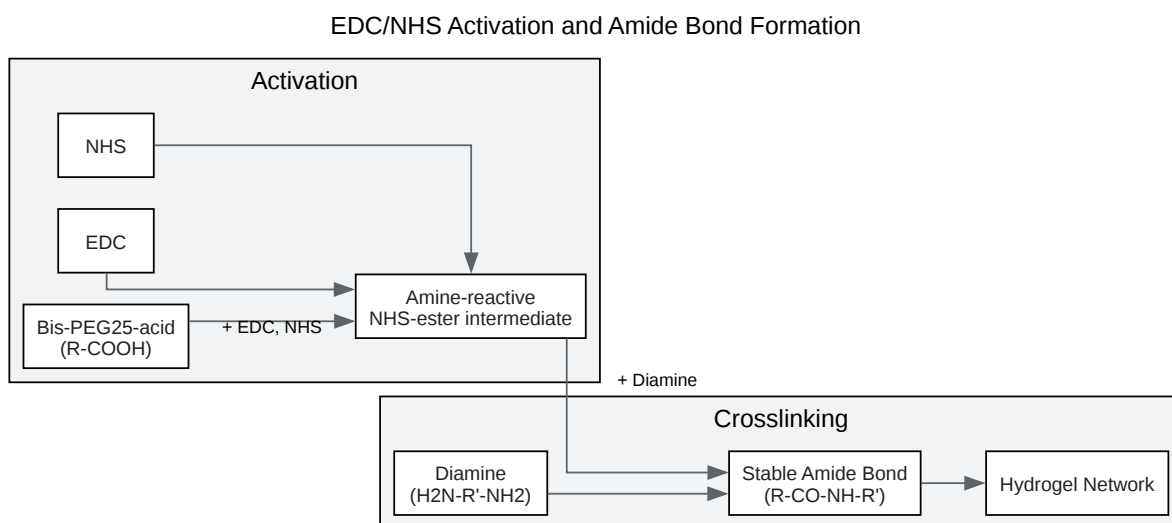 EDC/NHS Activation and Amide Bond Formation
Activation
NHS
EDC
Bis-PEG25-acid
(R-COOH)
+ EDC, NHS
Amine-reactive
NHS-ester intermediate
+ Diamine
Crosslinking
Diamine
(H2N-R'-NH2)
Stable Amide Bond
(R-CO-NH-R')
Hydrogel Network